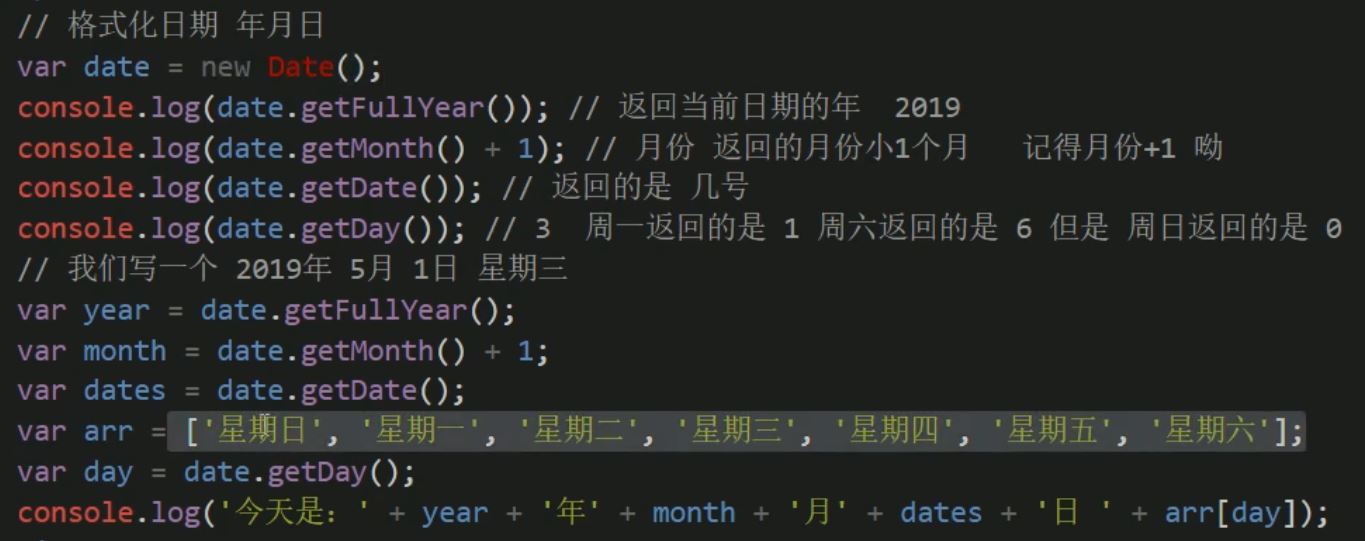 // 格式化日期 年月日
var date = new Date();
console.log(date.getFullYear()); // 返回当前日期的年  2019
console.log(date.getMonth() + 1); // 月份 返回的月份小1个月   记得月份+1 呦
console.log(date.getDate()); // 返回的是 几号
console.log(date.getDay()); // 3  周一返回的是 1 周六返回的是 6 但是 周日返回的是 0
// 我们写一个 2019年 5月 1日 星期三
var year = date.getFullYear();
var month = date.getMonth() + 1;
var dates = date.getDate();
var arr = ['星期日', '星期一', '星期二', '星期三', '星期四', '星期五', '星期六'];
var day = date.getDay();
console.log('今天是：' + year + '年' + month + '月' + dates + '日 ' + arr[day]);